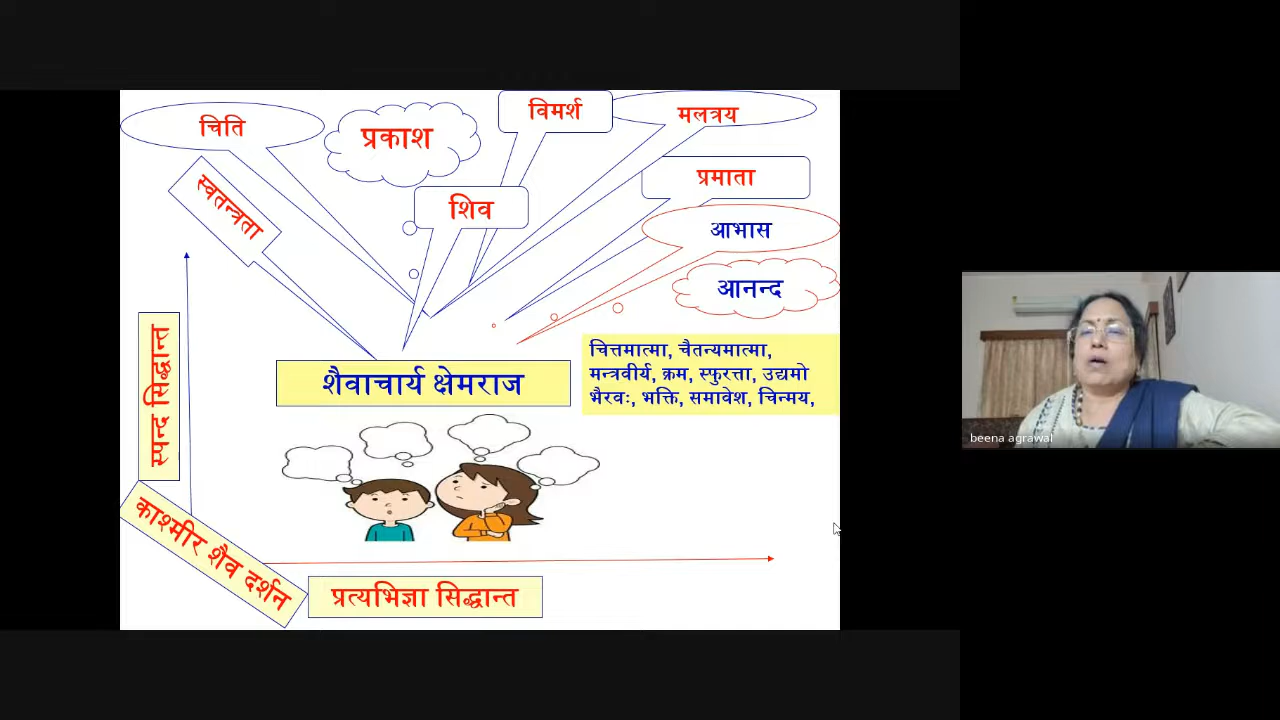 चिति
प्रकाश
विमर्श
मलत्रय
स्वतन्त्रता
शिव
प्रमाता
आभास
आनन्द
स्पन्द सिद्धान्त
शैवाचार्य क्षेमराज
चित्तमात्मा, चैतन्यमात्मा,
मन्त्रवीर्य, क्रम, स्फुरत्ता, उद्यमो
भैरवः, भक्ति, समावेश, चिन्मय,
काश्मीर शैव दर्शन
प्रत्यभिज्ञा सिद्धान्त
beena agrawal